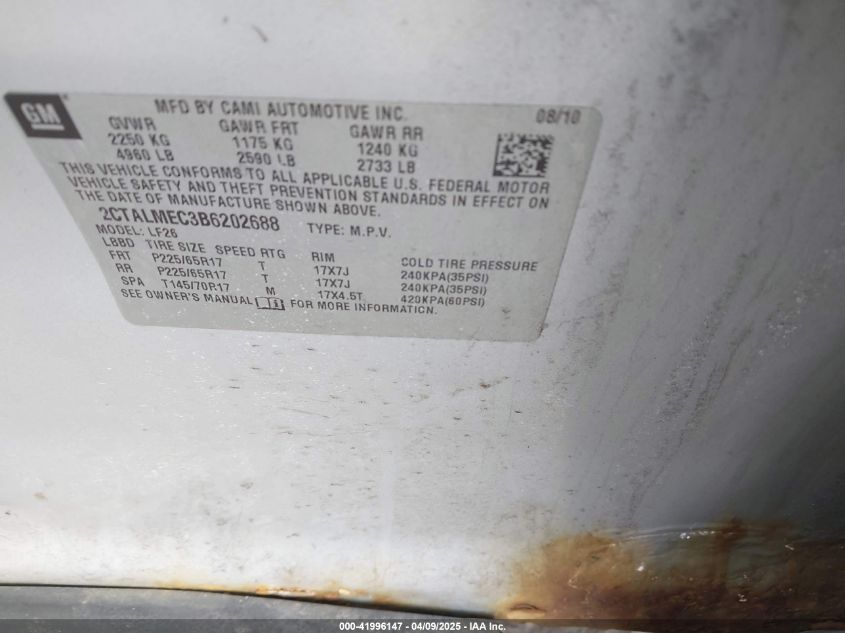 GM
MFD BY CAMI AUTOMOTIVE INC. 08/10
GVWR GAWR FRT GAWR RR
2250 KG 1175 KG 1240 KG
4960 LB 2590 LB 2733 LB
THIS VEHICLE CONFORMS TO ALL APPLICABLE U.S. FEDERAL MOTOR
VEHICLE SAFETY AND THEFT PREVENTION STANDARDS IN EFFECT ON
THE DATE OF MANUFACTURE SHOWN ABOVE.
2CTALMEC3B6202688 TYPE: M.P.V.
MODEL: LF26
LBBD TIRE SIZE SPEED RTG RIM COLD TIRE PRESSURE
FRT P225/65R17 T 17X7J 240KPA(35PSI)
RR P225/65R17 T 17X7J 240KPA(35PSI)
SPA T145/70R17 M 17X4.5T 420KPA(60PSI)
SEE OWNER'S MANUAL FOR MORE INFORMATION.
000-41996147 - 04/09/2025 - IAA Inc.